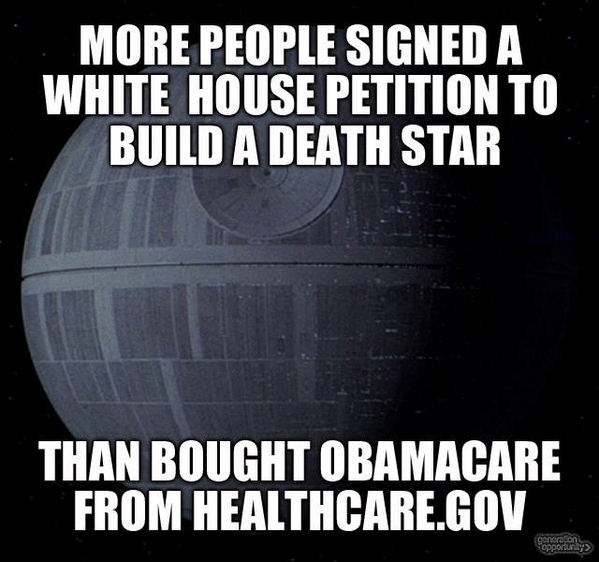 MORE PEOPLE SIGNED A
WHITE HOUSE PETITION TO
BUILD A DEATH STAR
THAN BOUGHT OBAMACARE
FROM HEALTHCARE.GOV
generation
opportunity